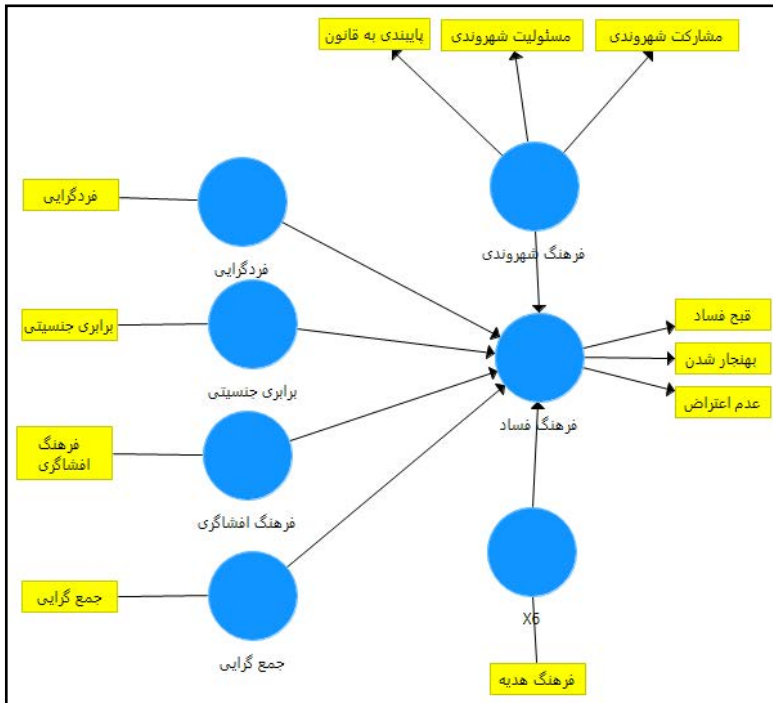 مشارکت شهروندی
مسئولیت شهروندی
پایبندی به قانون
فرهنگ شهروندی
فردگرایی
فردگرایی
برابری جنسیتی
برابری جنسیتی
فرهنگ
افشاگری
فرهنگ افشاگری
جمع گرایی
جمع گرایی
قبح فساد
بهنجار شدن
عدم اعتراض
فرهنگ فساد
X6
فرهنگ هدیه